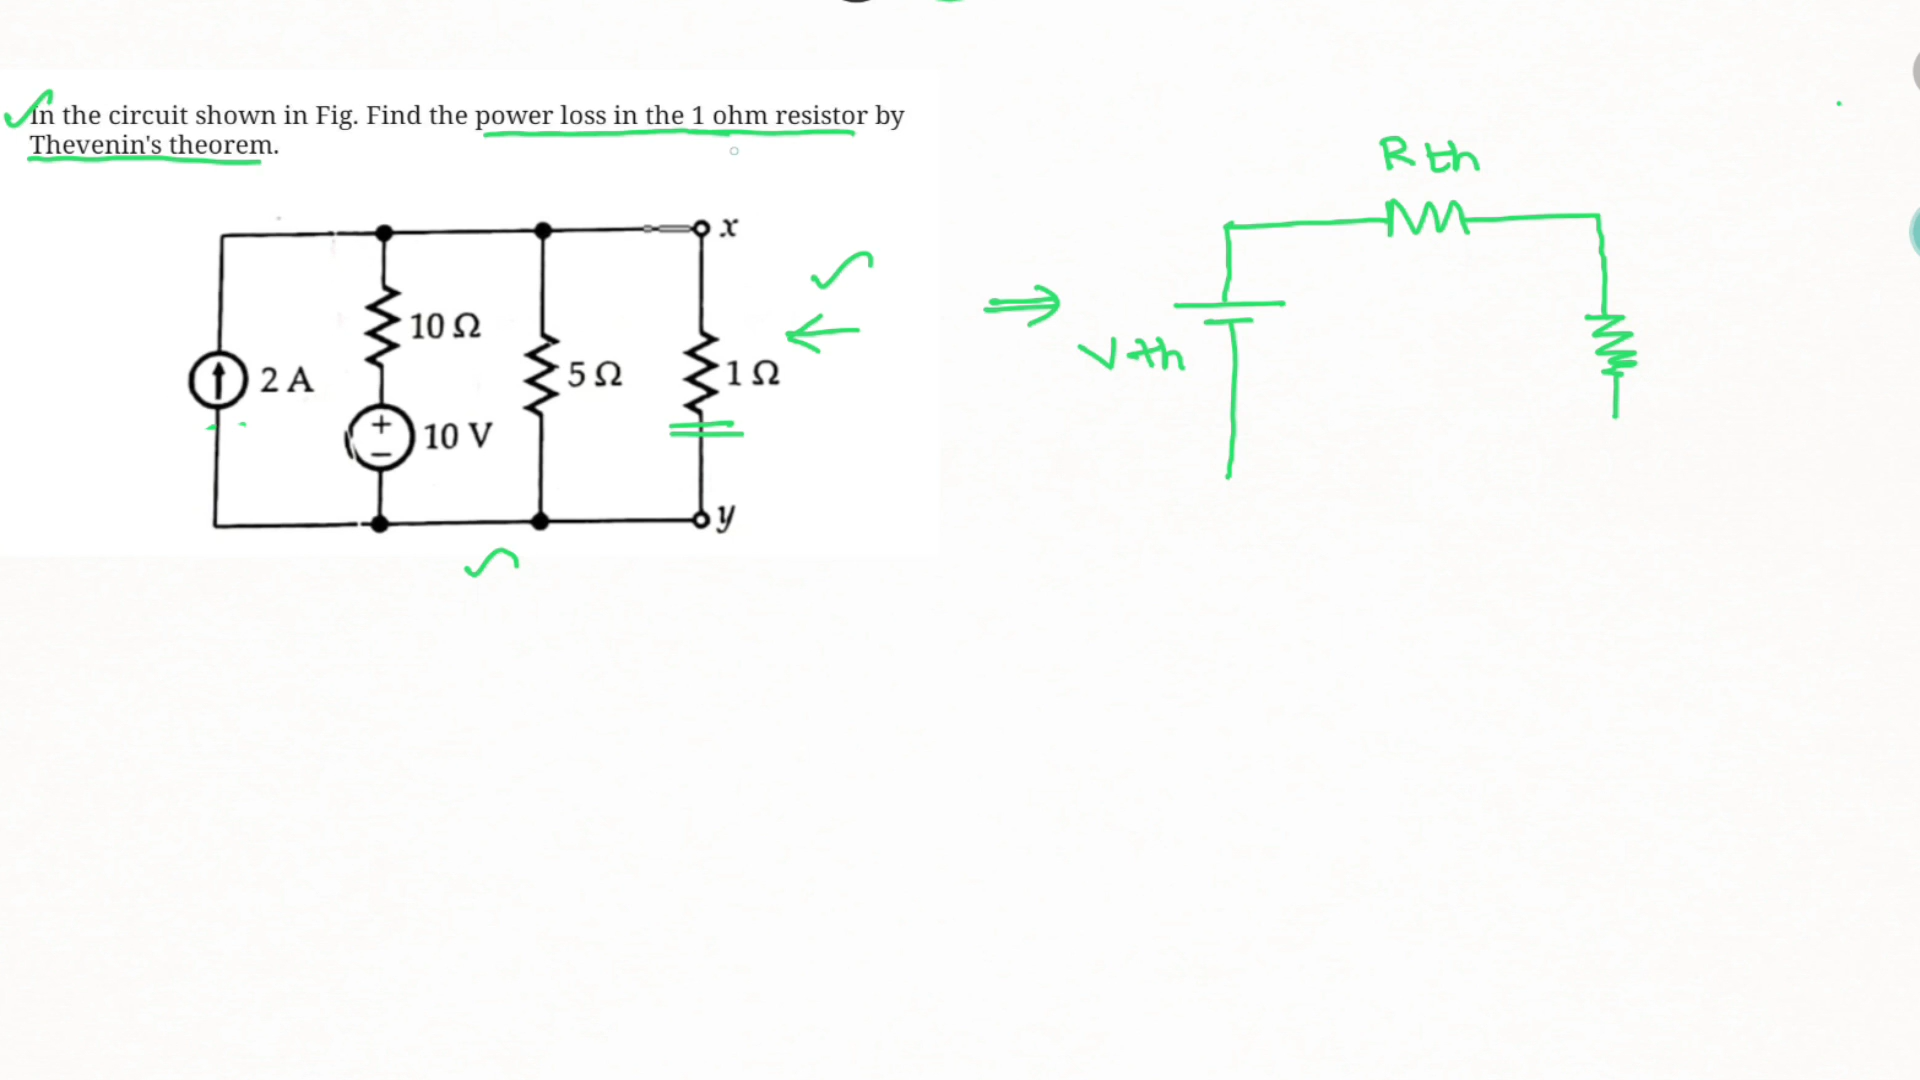 In the circuit shown in Fig. Find the power loss in the 1 ohm resistor by
Thevenin's theorem.
x
10 Ω
2 A
5 Ω
1 Ω
+
−
10 V
y
Rth
Vth